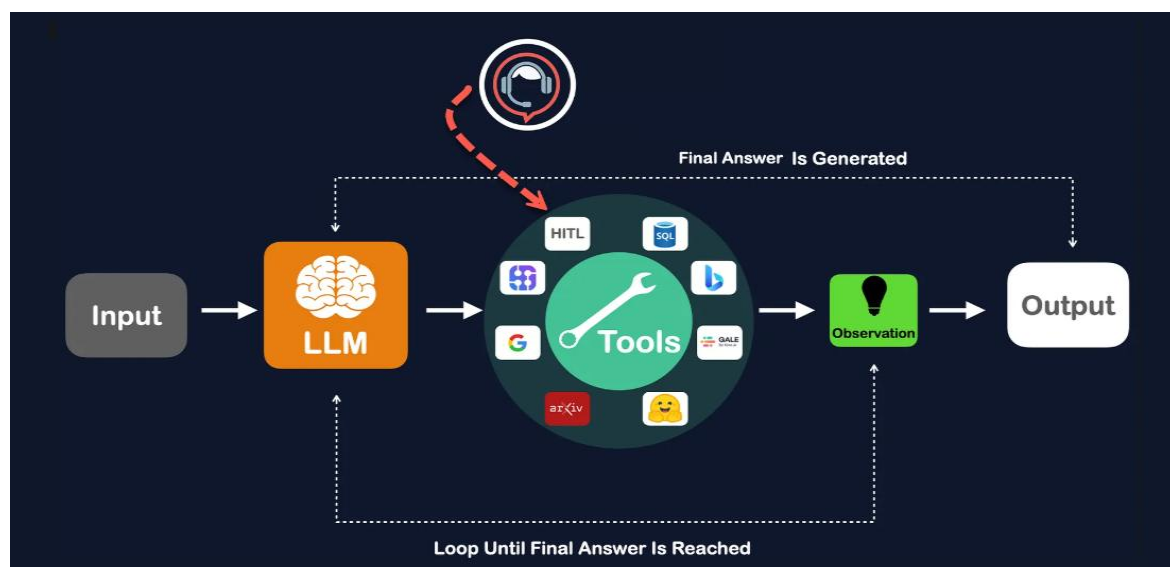 Final Answer Is Generated
HITL
SQL
Input
LLM
Tools
GALE
Observation
Output
arXiv
Loop Until Final Answer Is Reached